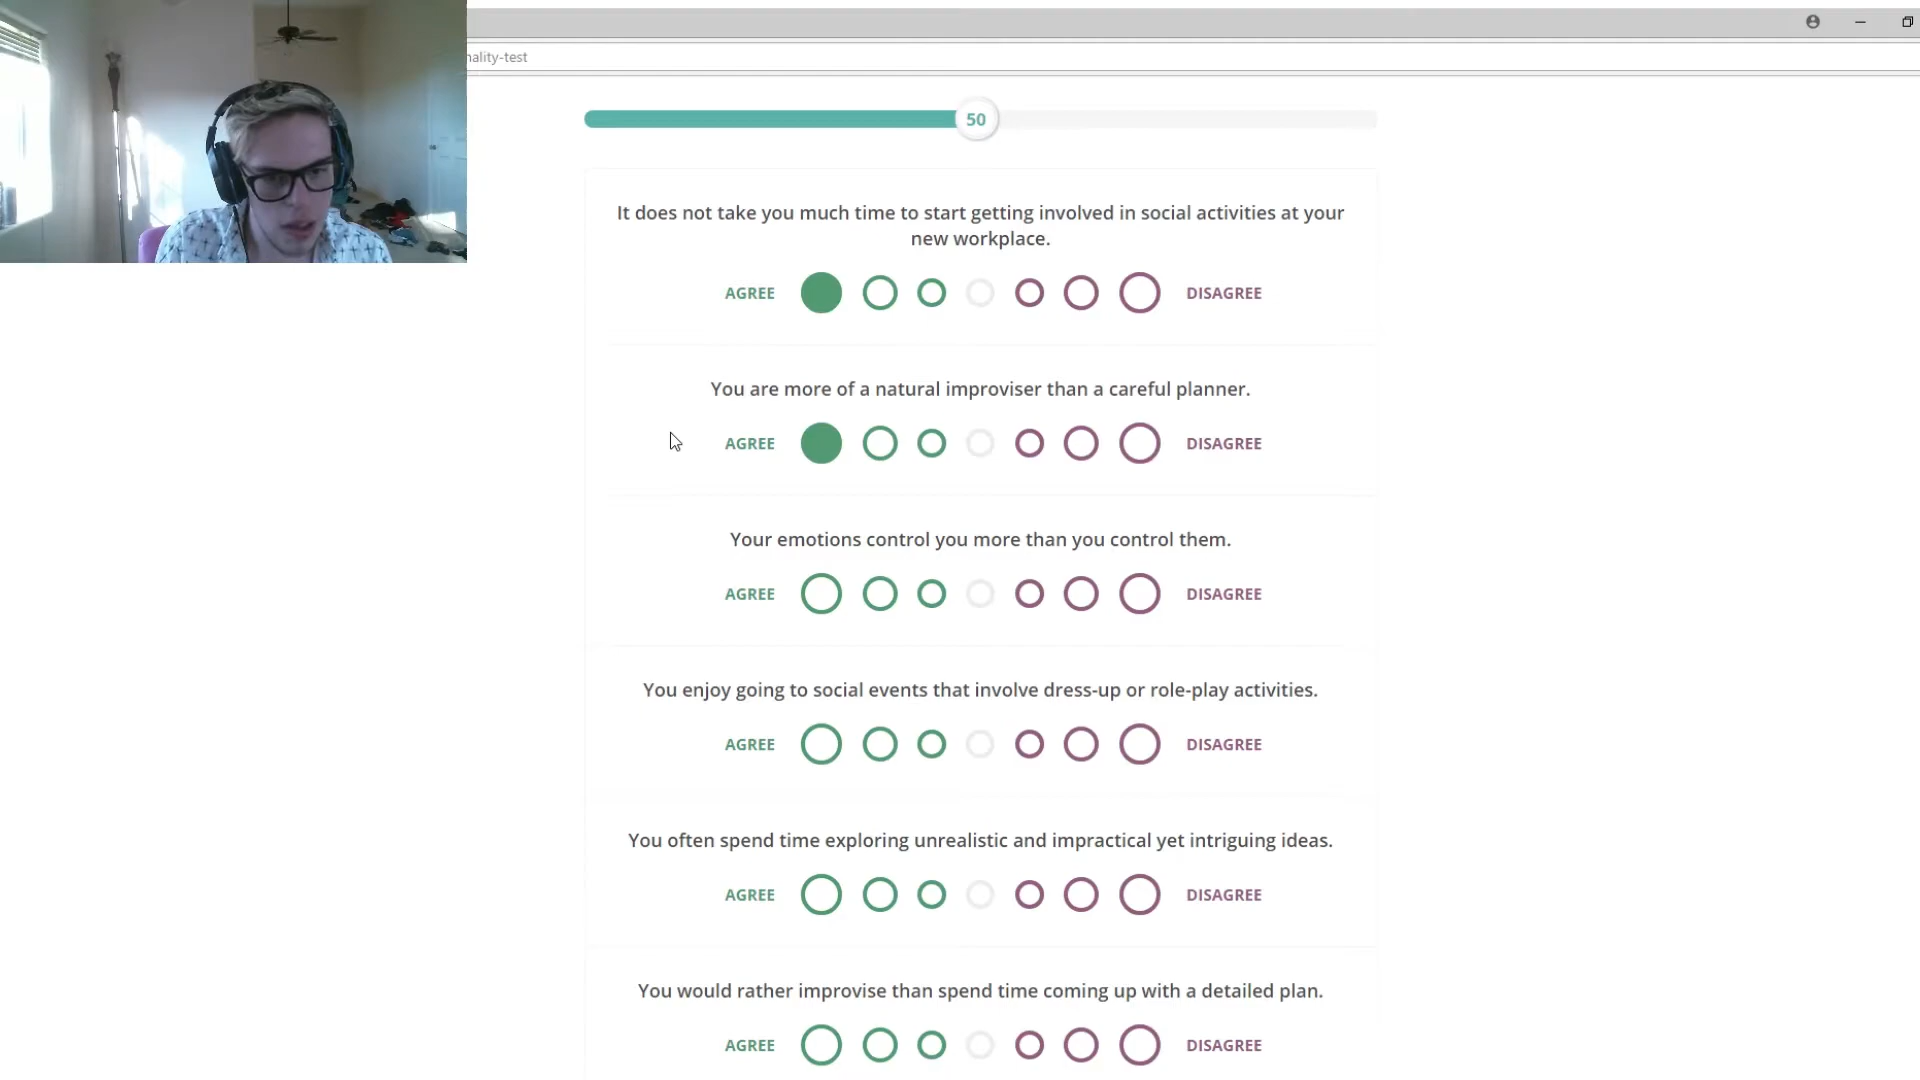 nality-test
50
It does not take you much time to start getting involved in social activities at your
new workplace.
AGREE DISAGREE
You are more of a natural improviser than a careful planner.
AGREE DISAGREE
Your emotions control you more than you control them.
AGREE DISAGREE
You enjoy going to social events that involve dress-up or role-play activities.
AGREE DISAGREE
You often spend time exploring unrealistic and impractical yet intriguing ideas.
AGREE DISAGREE
You would rather improvise than spend time coming up with a detailed plan.
AGREE DISAGREE